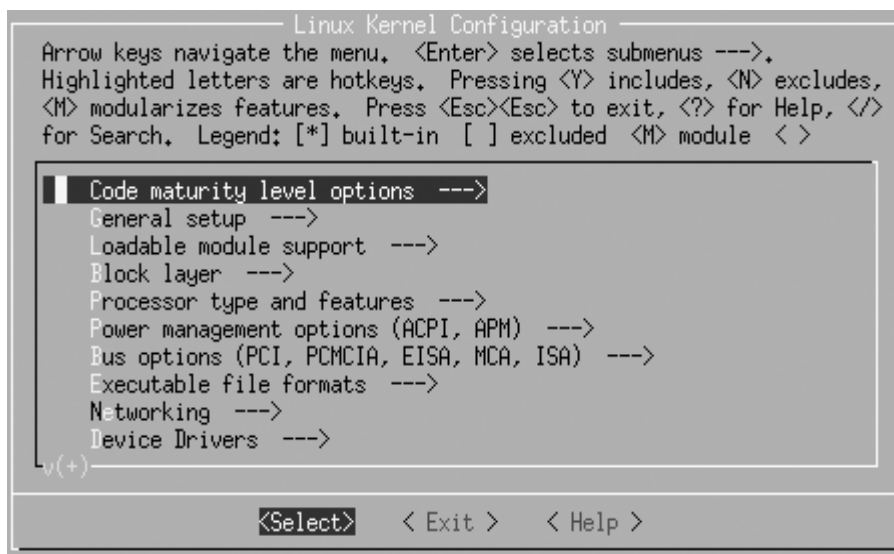 Linux Kernel Configuration
Arrow keys navigate the menu. <Enter> selects submenus --->.
Highlighted letters are hotkeys. Pressing <Y> includes, <N> excludes,
<M> modularizes features. Press <Esc><Esc> to exit, <?> for Help, </>
for Search. Legend: [*] built-in [ ] excluded <M> module < >
Code maturity level options --->
General setup --->
Loadable module support --->
Block layer --->
Processor type and features --->
Power management options (ACPI, APM) --->
Bus options (PCI, PCMCIA, EISA, MCA, ISA) --->
Executable file formats --->
Networking --->
Device Drivers --->
v(+)
<Select> < Exit > < Help >